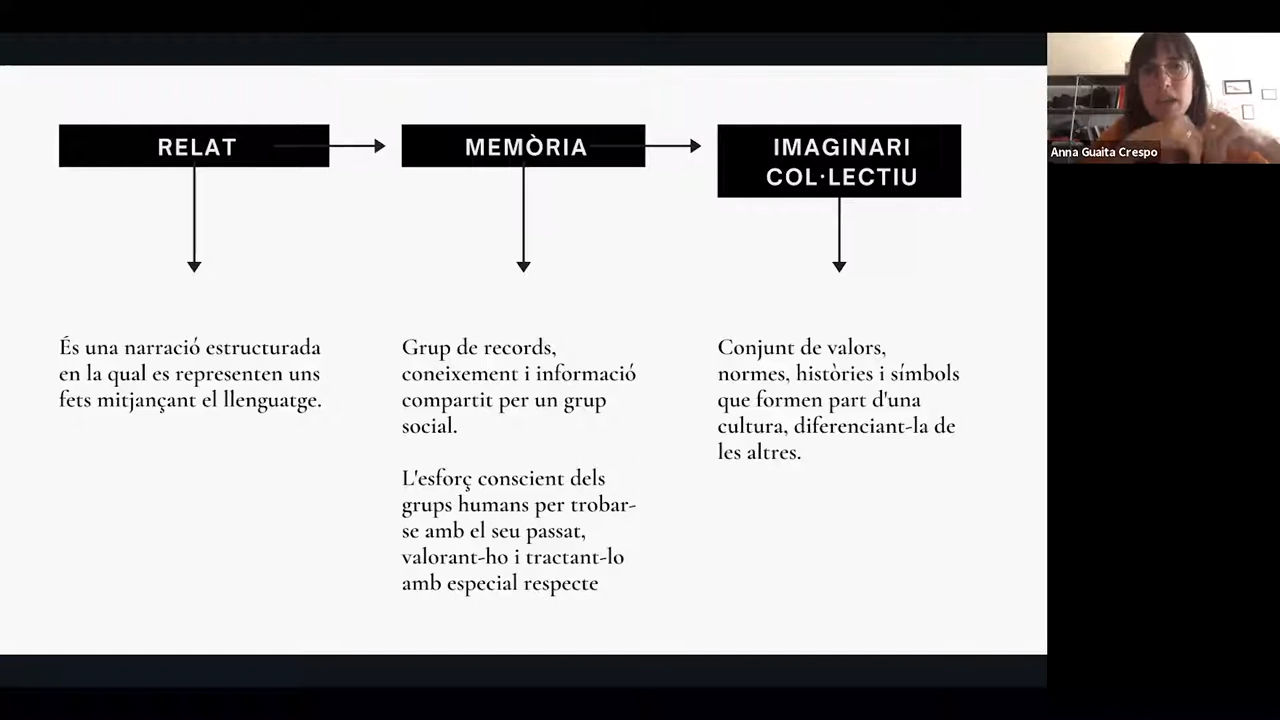 RELAT
MEMÒRIA
IMAGINARI
COL·LECTIU
És una narració estructurada
en la qual es representen uns
fets mitjançant el llenguatge.
Grup de records,
coneixement i informació
compartit per un grup
social.
L'esforç conscient dels
grups humans per trobar-
se amb el seu passat,
valorant-ho i tractant-lo
amb especial respecte
Conjunt de valors,
normes, històries i símbols
que formen part d'una
cultura, diferenciant-la de
les altres.
Anna Guaita Crespo